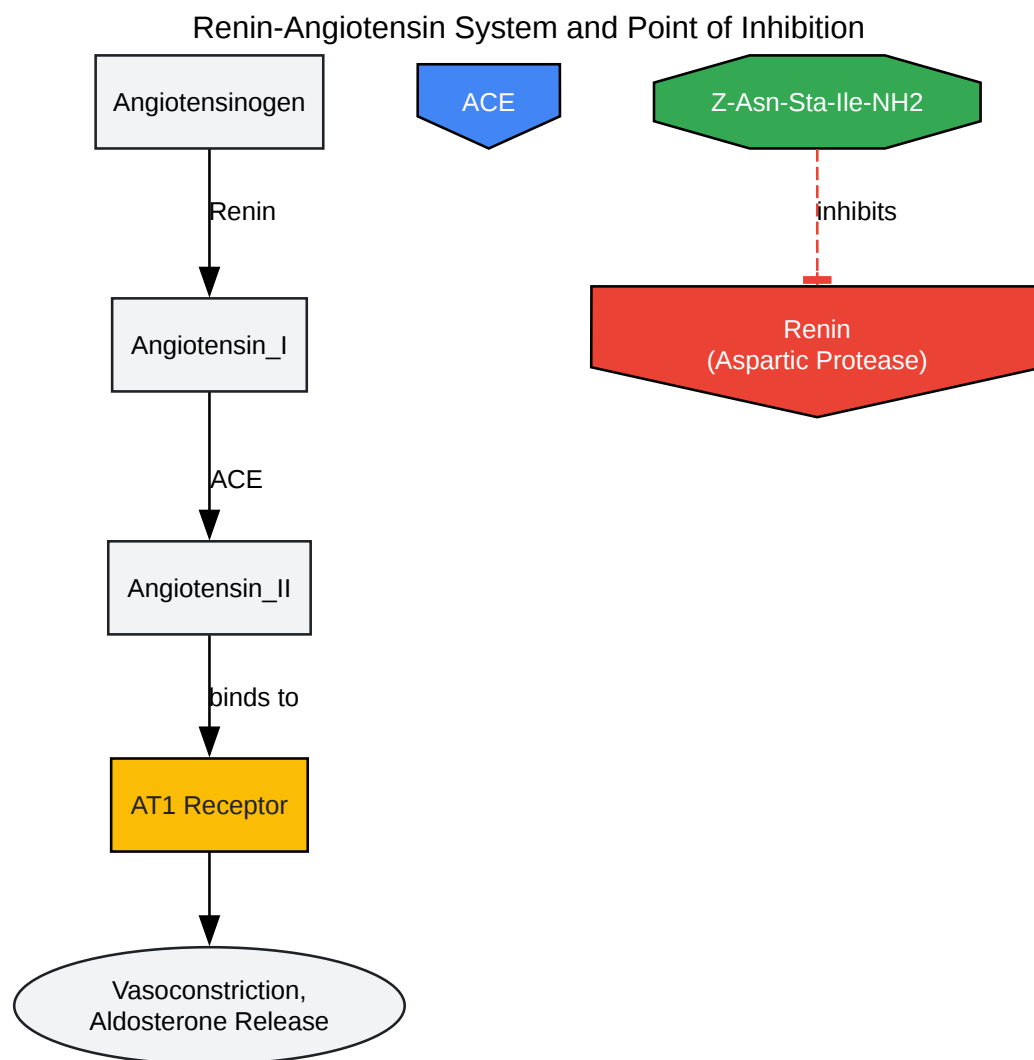 Renin-Angiotensin System and Point of Inhibition
Angiotensinogen
ACE
Z-Asn-Sta-Ile-NH2
Renin
inhibits
Angiotensin_I
Renin
(Aspartic Protease)
ACE
Angiotensin_II
binds to
AT1 Receptor
Vasoconstriction,
Aldosterone Release